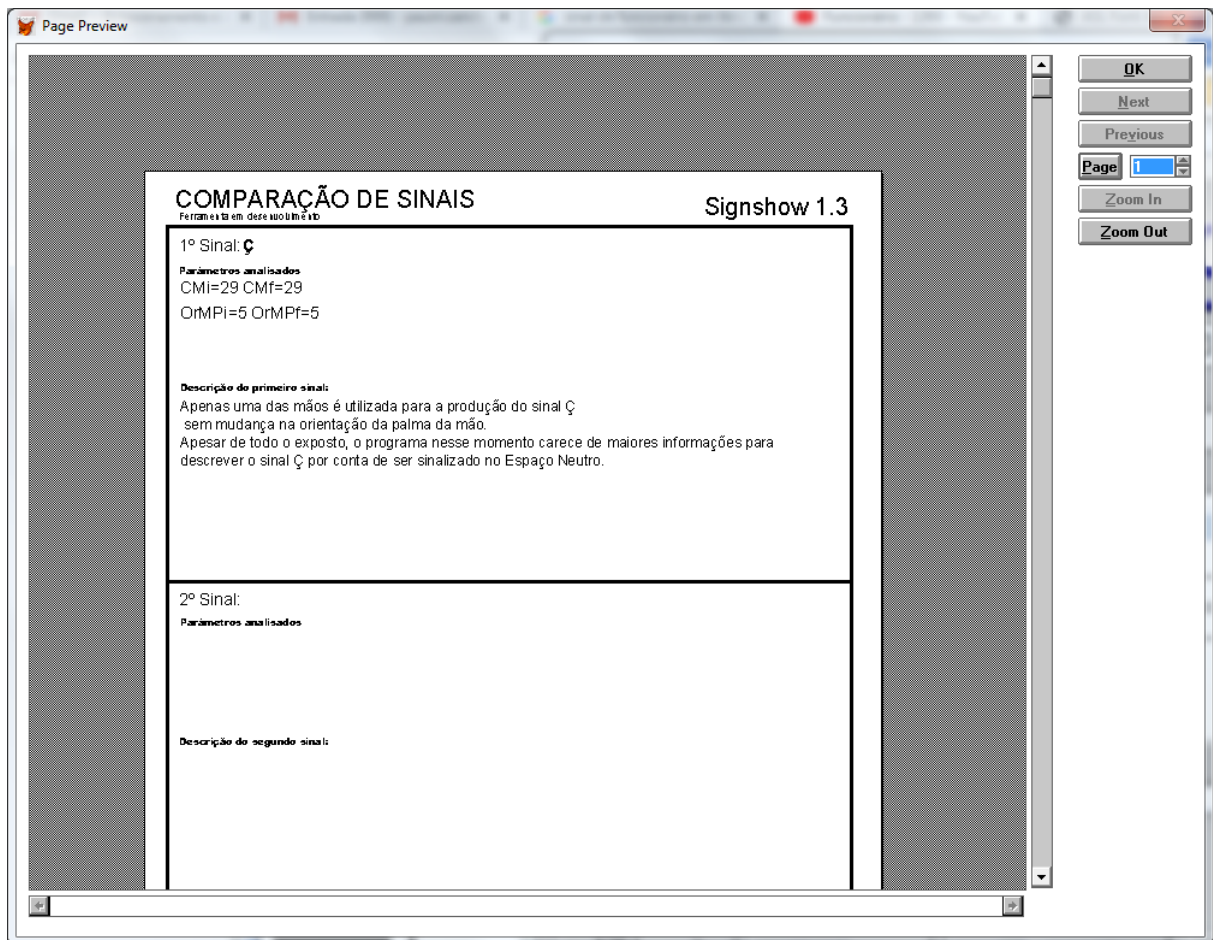 Page Preview
OK
Next
Previous
Page 1
Zoom In
Zoom Out
COMPARAÇÃO DE SINAIS
Ferramenta em desenvolvimento
Signshow 1.3
1º Sinal: Ç
Parâmetros analisados
CMi=29 CMf=29
OrMPi=5 OrMPf=5
Descrição do primeiro sinal:
Apenas uma das mãos é utilizada para a produção do sinal Ç
sem mudança na orientação da palma da mão.
Apesar de todo o exposto, o programa nesse momento carece de maiores informações para
descrever o sinal Ç por conta de ser sinalizado no Espaço Neutro.
2º Sinal:
Parâmetros analisados
Descrição do segundo sinal: